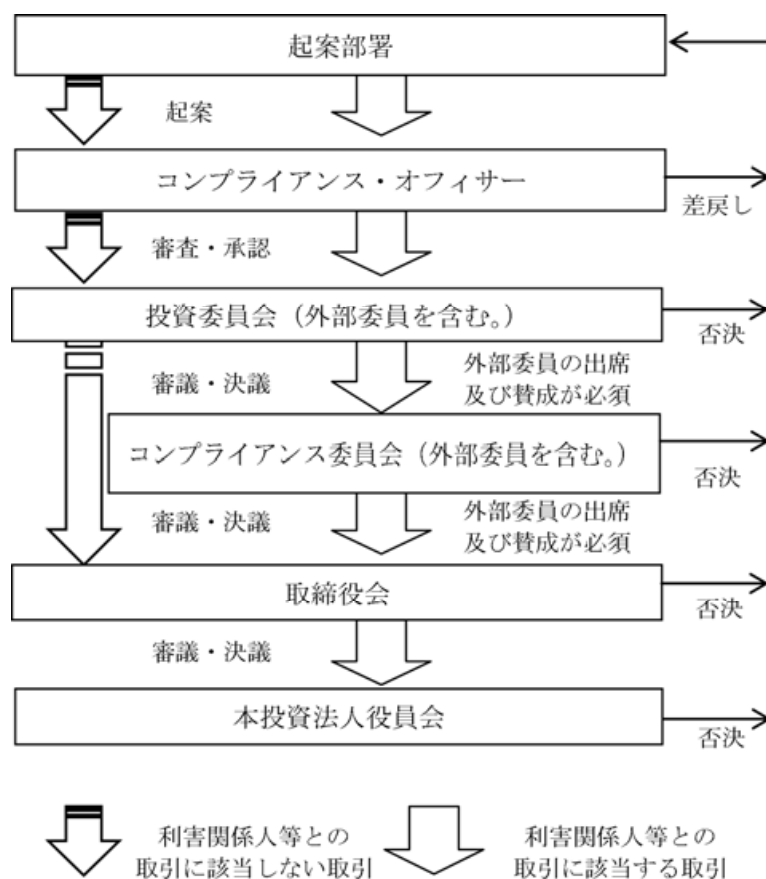 起案部署
起案
コンプライアンス・オフィサー
差戻し
審査・承認
投資委員会（外部委員を含む。）
否決
審議・決議
外部委員の出席
及び賛成が必須
コンプライアンス委員会（外部委員を含む。）
否決
審議・決議
外部委員の出席
及び賛成が必須
取締役会
否決
審議・決議
本投資法人役員会
否決
利害関係人等との
取引に該当しない取引
利害関係人等との
取引に該当する取引